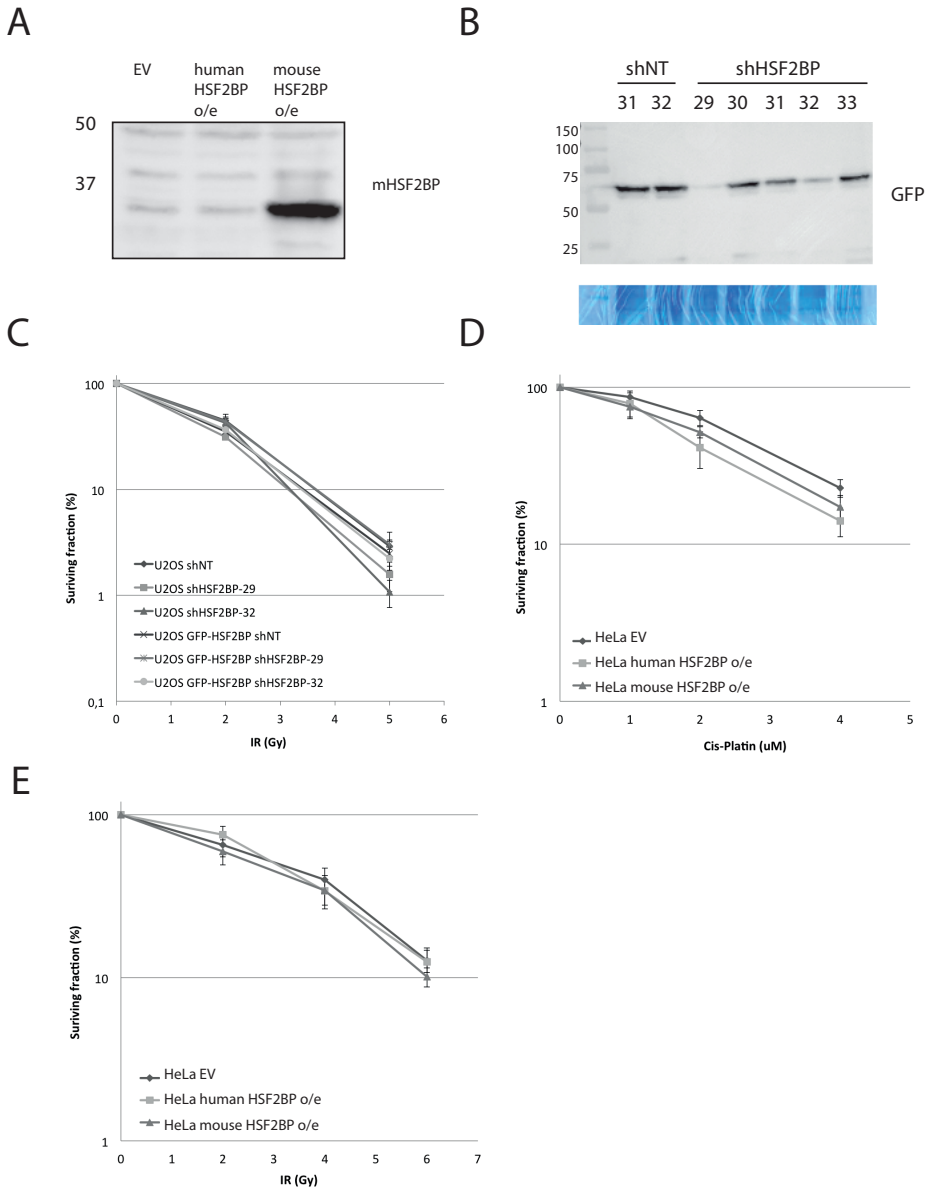 A
EV
human
HSF2BP
o/e
mouse
HSF2BP
o/e
50
37
mHSF2BP
B
shNT
shHSF2BP
31 32 29 30 31 32 33
150
100
75
50
25
GFP
C
100
10
1
0,1
Suriving fraction (%)
U2OS shNT
U2OS shHSF2BP-29
U2OS shHSF2BP-32
U2OS GFP-HSF2BP shNT
U2OS GFP-HSF2BP shHSF2BP-29
U2OS GFP-HSF2BP shHSF2BP-32
0 1 2 3 4 5 6
IR (Gy)
D
100
10
1
Suriving fraction (%)
HeLa EV
HeLa human HSF2BP o/e
HeLa mouse HSF2BP o/e
0 1 2 3 4 5
Cis-Platin (uM)
E
100
10
1
Suriving fraction (%)
HeLa EV
HeLa human HSF2BP o/e
HeLa mouse HSF2BP o/e
0 1 2 3 4 5 6 7
IR (Gy)